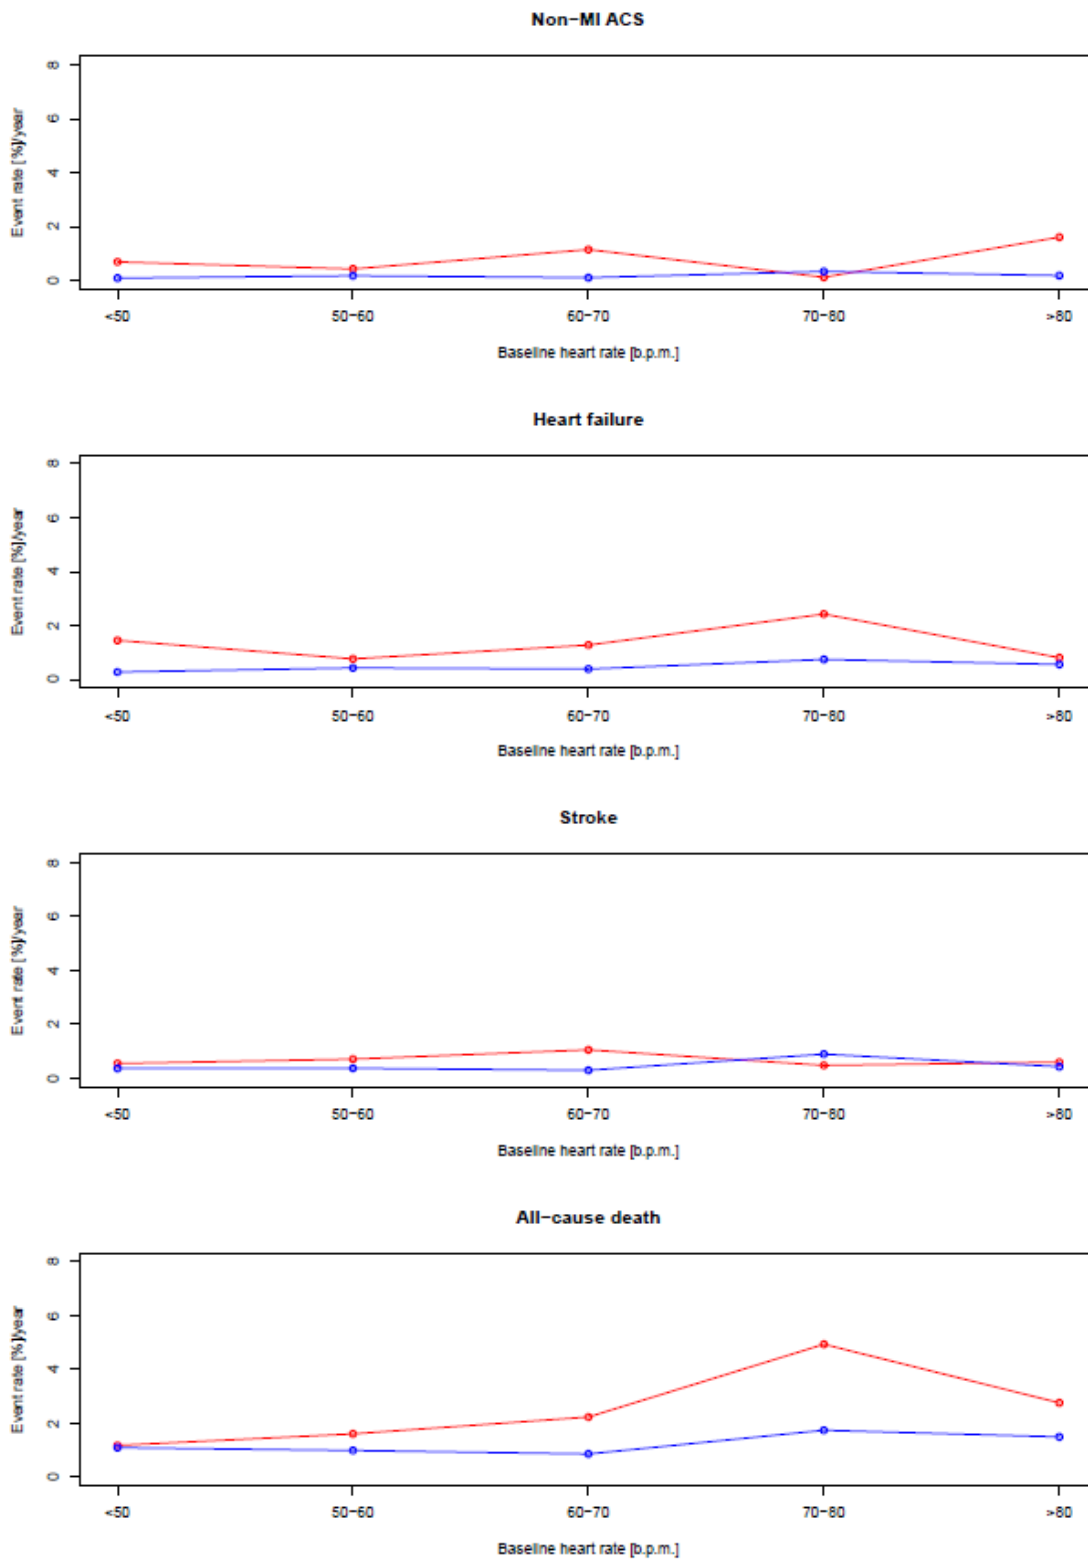 Non-MI ACS
Event rate [%]/year
8
6
4
2
0
<50 50-60 60-70 70-80 >80
Baseline heart rate [b.p.m.]
Heart failure
Event rate [%]/year
8
6
4
2
0
<50 50-60 60-70 70-80 >80
Baseline heart rate [b.p.m.]
Stroke
Event rate [%]/year
8
6
4
2
0
<50 50-60 60-70 70-80 >80
Baseline heart rate [b.p.m.]
All-cause death
Event rate [%]/year
8
6
4
2
0
<50 50-60 60-70 70-80 >80
Baseline heart rate [b.p.m.]